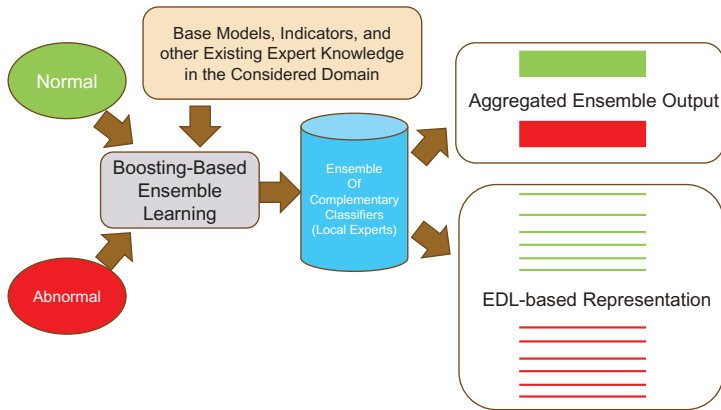 Base Models, Indicators, and
other Existing Expert Knowledge
in the Considered Domain
Normal
Aggregated Ensemble Output
Boosting-Based
Ensemble
Learning
Ensemble
Of
Complementary
Classifiers
(Local Experts)
Abnormal
EDL-based Representation